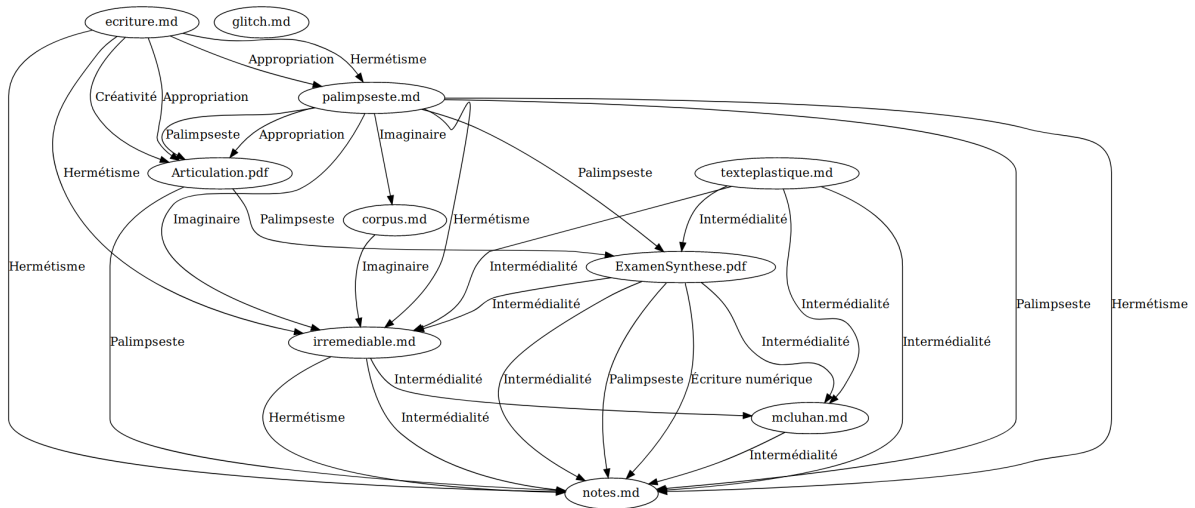 ecriture.md
glitch.md
Appropriation
Hermétisme
palimpseste.md
Créativité
Appropriation
Palimpseste
Appropriation
Imaginaire
Hermétisme
Articulation.pdf
Palimpseste
texteplastique.md
Imaginaire
Palimpseste
corpus.md
Hermétisme
Intermédialité
Hermétisme
Imaginaire
Intermédialité
ExamenSynthese.pdf
Intermédialité
Intermédialité
Palimpseste
Hermétisme
Palimpseste
irremediable.md
Intermédialité
Intermédialité
Intermédialité
Intermédialité
Palimpseste
Écriture numérique
Hermétisme
Intermédialité
mcluhan.md
Intermédialité
notes.md